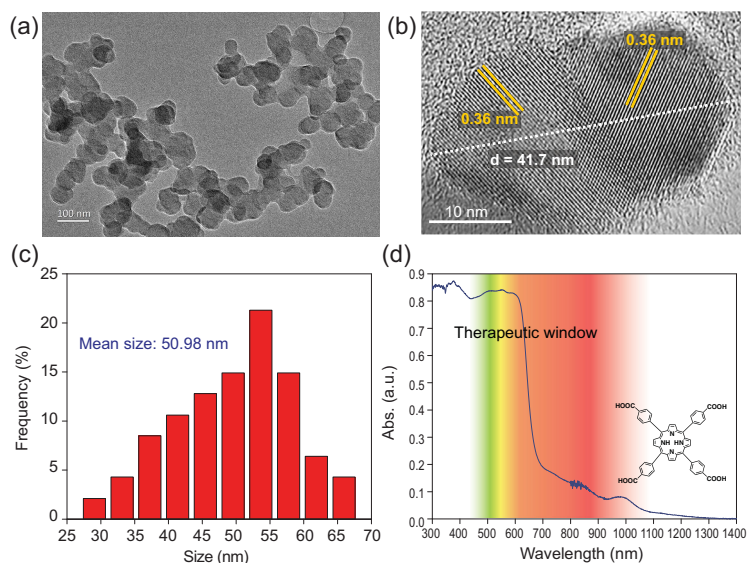 (a)
100 nm
(b)
0.36 nm
0.36 nm
d = 41.7 nm
10 nm
(c)
25
20
15
10
5
0
Mean size: 50.98 nm
Frequency (%)
25 30 35 40 45 50 55 60 65 70
Size (nm)
(d)
0.9
0.8
0.7
0.6
0.5
0.4
0.3
0.2
0.1
0.0
Therapeutic window
Abs. (a.u.)
HOOC
COOH
N
NH HN
N
HOOC
COOH
300 400 500 600 700 800 900 1000 1100 1200 1300 1400
Wavelength (nm)